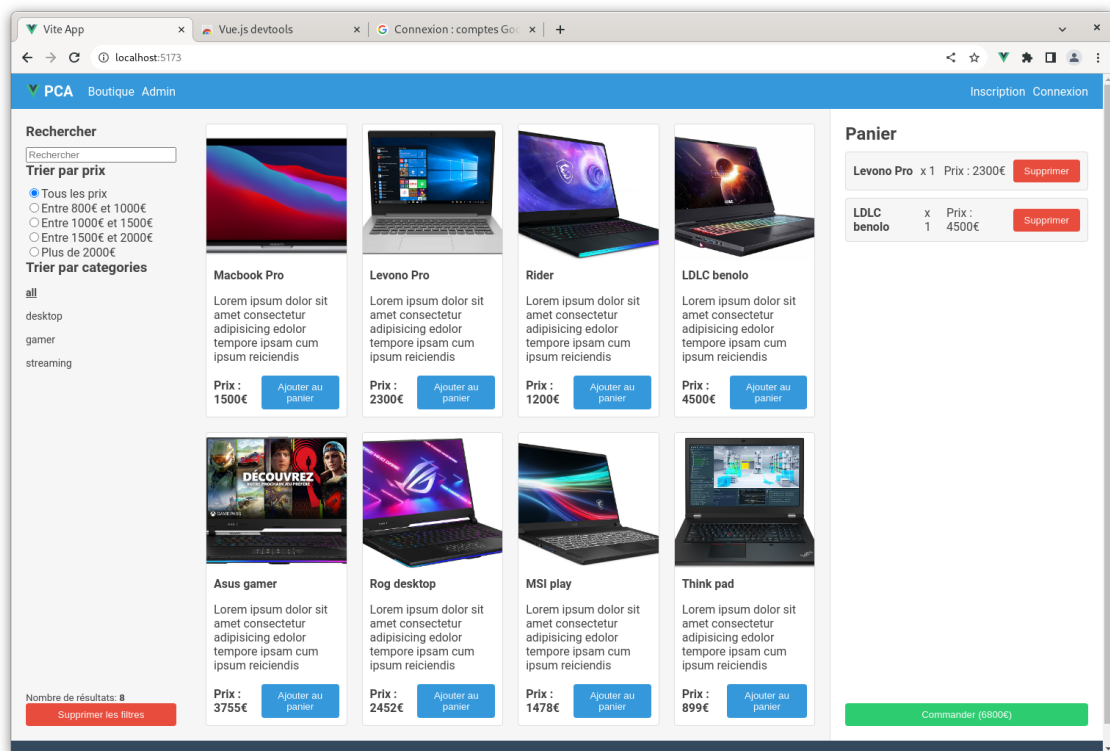 Vite App
Vue.js devtools
Connexion : comptes Goo
localhost:5173
PCA Boutique Admin
Inscription Connexion
Rechercher
Rechercher
Trier par prix
Tous les prix
Entre 800€ et 1000€
Entre 1000€ et 1500€
Entre 1500€ et 2000€
Plus de 2000€
Trier par categories
all
desktop
gamer
streaming
Nombre de résultats: 8
Supprimer les filtres
Macbook Pro
Lorem ipsum dolor sit
amet consectetur
adipisicing edolor
tempore ipsam cum
ipsum reiciendis
Prix :
1500€
Ajouter au
panier
Levono Pro
Lorem ipsum dolor sit
amet consectetur
adipisicing edolor
tempore ipsam cum
ipsum reiciendis
Prix :
2300€
Ajouter au
panier
Rider
Lorem ipsum dolor sit
amet consectetur
adipisicing edolor
tempore ipsam cum
ipsum reiciendis
Prix :
1200€
Ajouter au
panier
LDLC benolo
Lorem ipsum dolor sit
amet consectetur
adipisicing edolor
tempore ipsam cum
ipsum reiciendis
Prix :
4500€
Ajouter au
panier
DÉCOUVREZ
VOTRE PROCHAIN JEU PRÉFÉRÉ
XBOX GAME PASS
Asus gamer
Lorem ipsum dolor sit
amet consectetur
adipisicing edolor
tempore ipsam cum
ipsum reiciendis
Prix :
3755€
Ajouter au
panier
Rog desktop
Lorem ipsum dolor sit
amet consectetur
adipisicing edolor
tempore ipsam cum
ipsum reiciendis
Prix :
2452€
Ajouter au
panier
MSI play
Lorem ipsum dolor sit
amet consectetur
adipisicing edolor
tempore ipsam cum
ipsum reiciendis
Prix :
1478€
Ajouter au
panier
Think pad
Lorem ipsum dolor sit
amet consectetur
adipisicing edolor
tempore ipsam cum
ipsum reiciendis
Prix :
899€
Ajouter au
panier
Panier
Levono Pro x 1 Prix : 2300€ Supprimer
LDLC
benolo
x
1
Prix :
4500€
Supprimer
Commander (6800€)